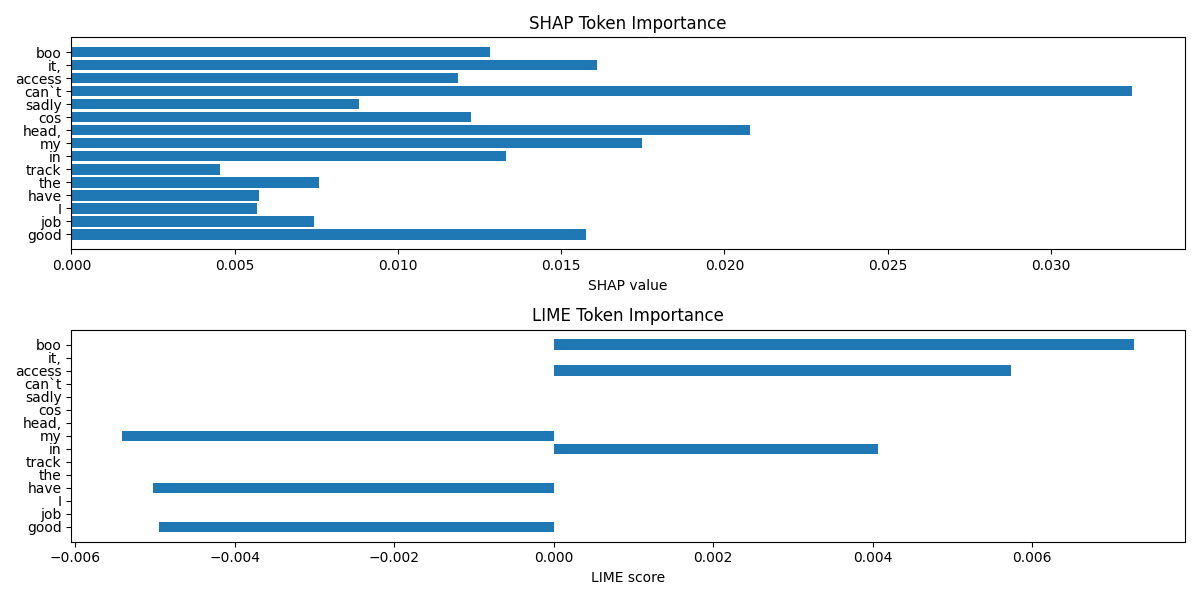 SHAP Token Importance
boo
it,
access
can`t
sadly
cos
head,
my
in
track
the
have
I
job
good
0.000 0.005 0.010 0.015 0.020 0.025 0.030
SHAP value
LIME Token Importance
boo
it,
access
can`t
sadly
cos
head,
my
in
track
the
have
I
job
good
−0.006 −0.004 −0.002 0.000 0.002 0.004 0.006
LIME score